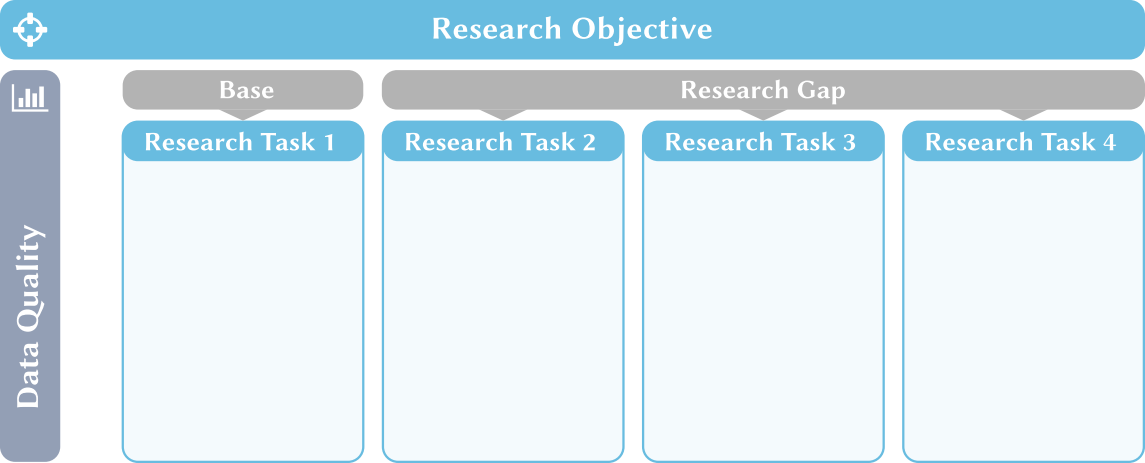 Research Objective
Data Quality
Base
Research Gap
Research Task 1
Research Task 2
Research Task 3
Research Task 4